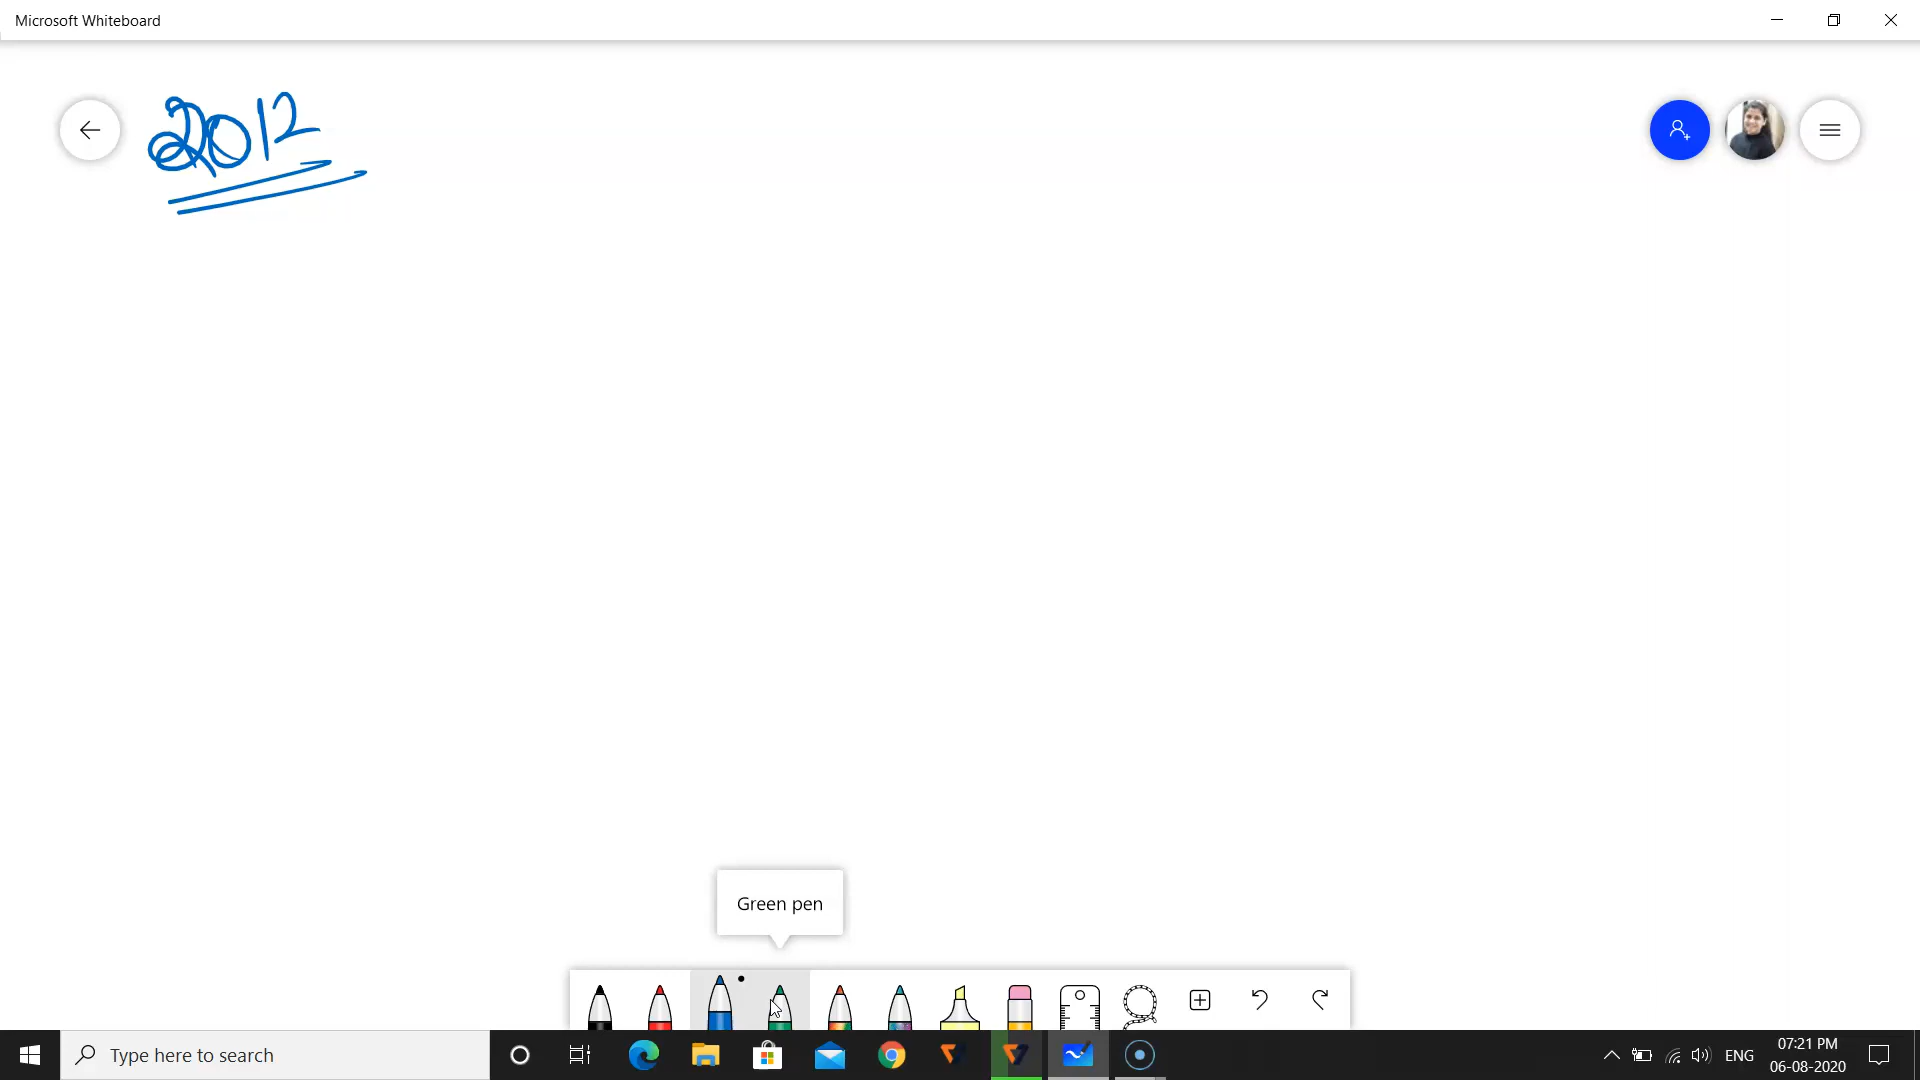 Microsoft Whiteboard
2012
Green pen
Type here to search
ENG
07:21 PM
06-08-2020